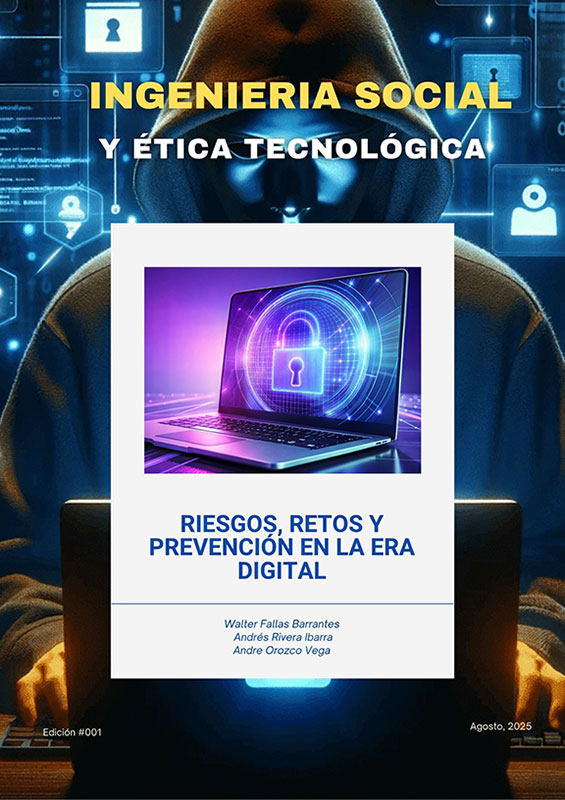 INGENIERIA SOCIAL
Y ÉTICA TECNOLÓGICA
RIESGOS, RETOS Y
PREVENCIÓN EN LA ERA
DIGITAL
Walter Fallas Barrantes
Andrés Rivera Ibarra
Andre Orozco Vega
Edición #001
Agosto, 2025